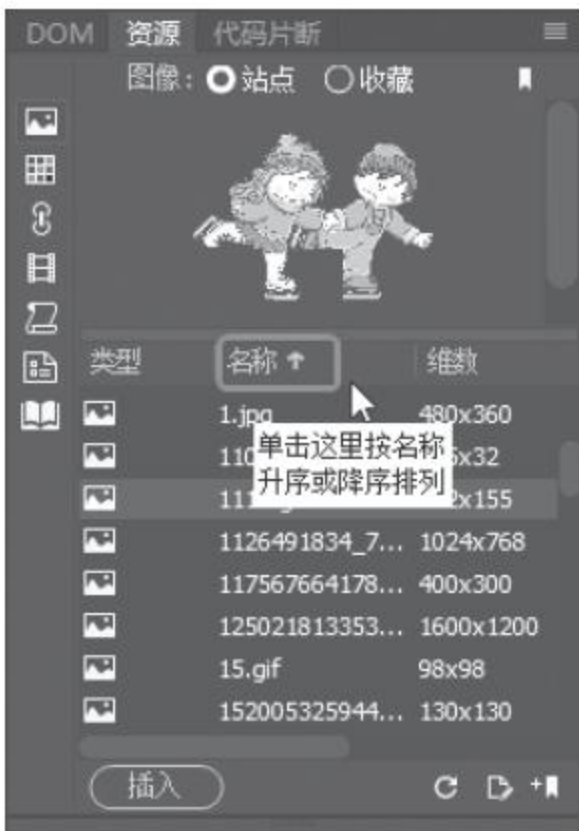 DOM 资源 代码片断
图像: 站点 收藏
类型 名称 维数
1.jpg 480x360
单击这里按名称
升序或降序排列
1126491834_7... 1024x768
117567664178... 400x300
125021813353... 1600x1200
15.gif 98x98
152005325944... 130x130
插入